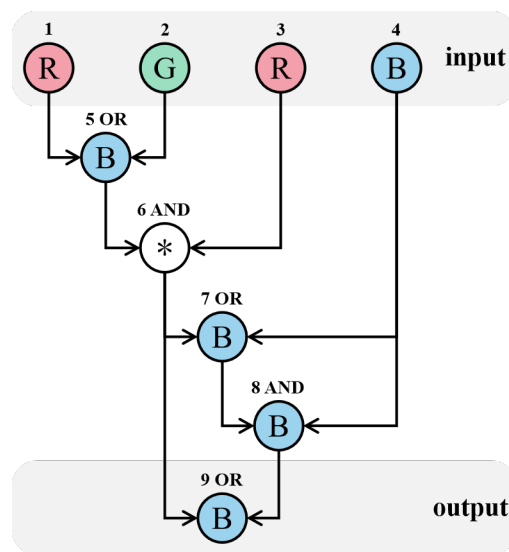 1 2 3 4
R G R B input
5 OR
B
6 AND
*
7 OR
B
8 AND
B
9 OR
B output